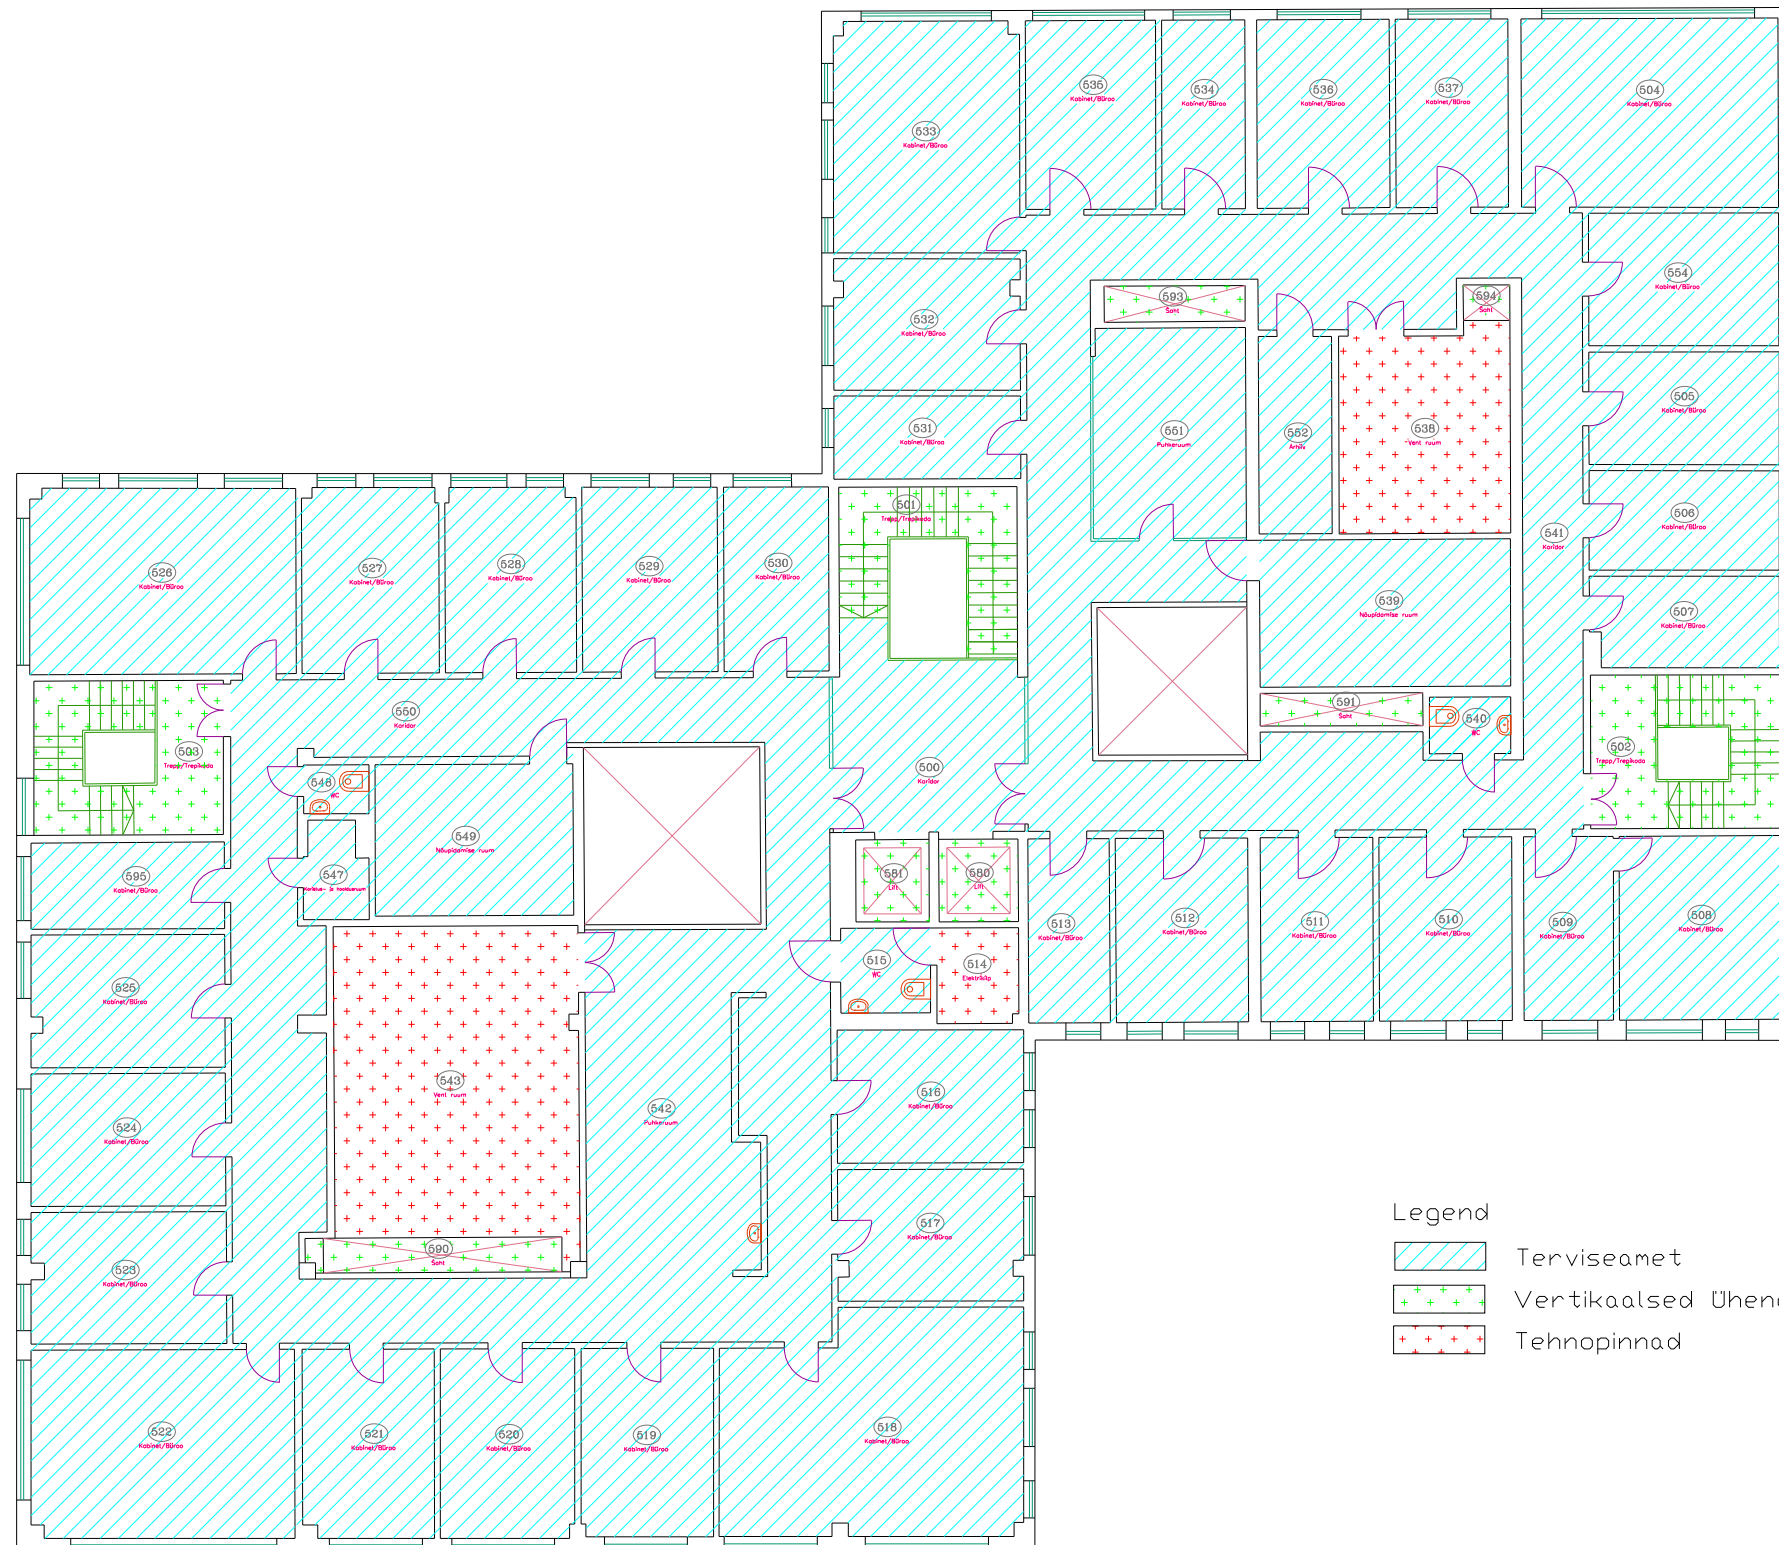 535
Kabinet/Büroo
534
Kabinet/Büroo
536
Kabinet/Büroo
537
Kabinet/Büroo
504
Kabinet/Büroo
533
Kabinet/Büroo
554
Kabinet/Büroo
593
Šaht
594
Šaht
532
Kabinet/Büroo
505
Kabinet/Büroo
531
Kabinet/Büroo
551
Puhkeruum
552
Arhiiv
538
Vent ruum
501
Trepp/Trepikoda
506
Kabinet/Büroo
541
Koridor
526
Kabinet/Büroo
527
Kabinet/Büroo
528
Kabinet/Büroo
529
Kabinet/Büroo
530
Kabinet/Büroo
539
Nõupidamise ruum
507
Kabinet/Büroo
550
Koridor
591
Šaht
540
WC
503
Trepp/Trepikoda
502
Trepp/Trepikoda
500
Koridor
548
WC
549
Nõupidamise ruum
595
Kabinet/Büroo
547
581
Lift
580
Lift
513
Kabinet/Büroo
512
Kabinet/Büroo
511
Kabinet/Büroo
510
Kabinet/Büroo
509
Kabinet/Büroo
508
Kabinet/Büroo
525
Kabinet/Büroo
515
WC
514
Elektrikilp
543
Vent ruum
542
Puhkeruum
516
Kabinet/Büroo
524
Kabinet/Büroo
517
Kabinet/Büroo
590
Šaht
523
Kabinet/Büroo
522
Kabinet/Büroo
521
Kabinet/Büroo
520
Kabinet/Büroo
519
Kabinet/Büroo
518
Kabinet/Büroo
Legend
Terviseamet
Vertikaalsed
Tehnopinnad